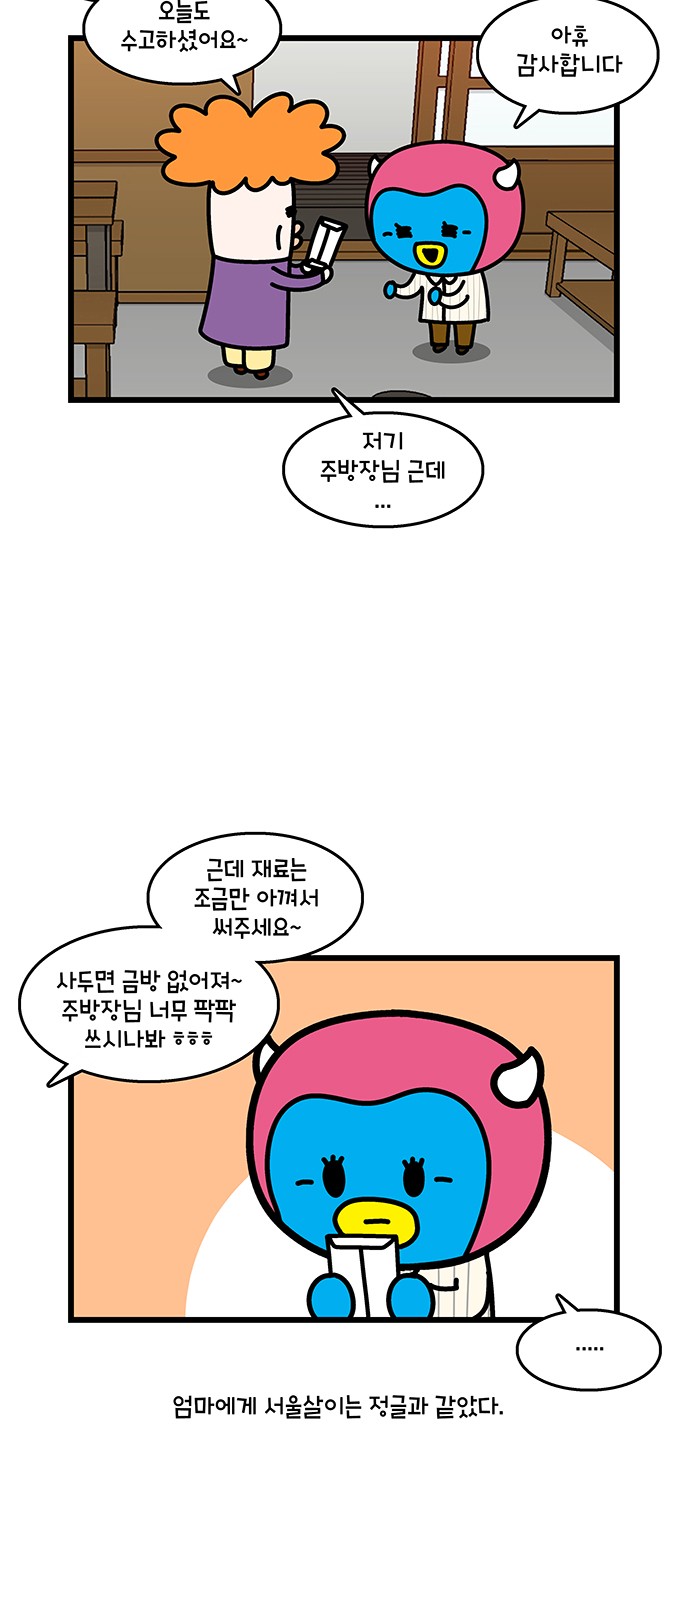 오늘도
수고하셨어요~
아휴
감사합니다
저기
주방장님 근데
...
근데 재료는
조금만 아껴서
써주세요~
사두면 금방 없어져~
주방장님 너무 팍팍
쓰시나봐 ㅎㅎㅎ
.....
엄마에게 서울살이는 정글과 같았다.